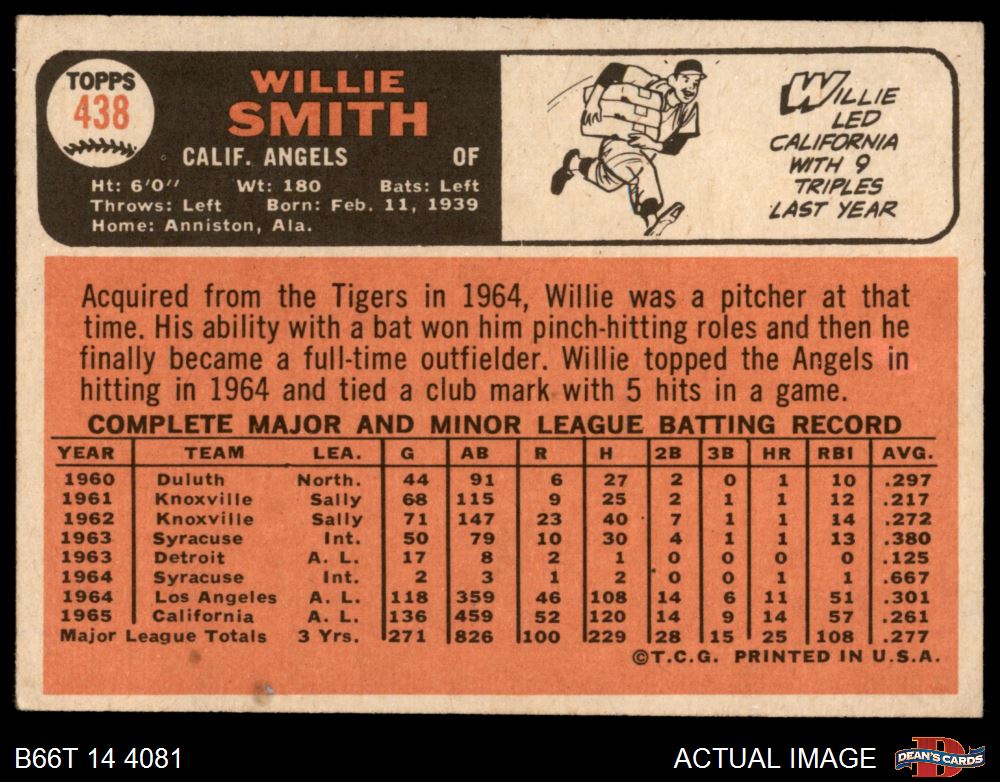 TOPPS
438
WILLIE
SMITH
CALIF. ANGELS OF
Ht: 6'0" Wt: 180 Bats: Left
Throws: Left Born: Feb. 11, 1939
Home: Anniston, Ala.
WILLIE
LED
CALIFORNIA
WITH 9
TRIPLES
LAST YEAR
Acquired from the Tigers in 1964, Willie was a pitcher at that
time. His ability with a bat won him pinch-hitting roles and then he
finally became a full-time outfielder. Willie topped the Angels in
hitting in 1964 and tied a club mark with 5 hits in a game.
COMPLETE MAJOR AND MINOR LEAGUE BATTING RECORD
YEAR TEAM LEA. G AB R H 2B 3B HR RBI AVG.
1960 Duluth North. 44 91 6 27 2 0 1 10 .297
1961 Knoxville Sally 68 115 9 25 2 1 1 12 .217
1962 Knoxville Sally 71 147 23 40 7 1 1 14 .272
1963 Syracuse Int. 50 79 10 30 4 1 1 13 .380
1963 Detroit A. L. 17 8 2 1 0 0 0 0 .125
1964 Syracuse Int. 2 3 1 2 0 0 1 1 .667
1964 Los Angeles A. L. 118 359 46 108 14 6 11 51 .301
1965 California A. L. 136 459 52 120 14 9 14 57 .261
Major League Totals 3 Yrs. 271 826 100 229 28 15 25 108 .277
©T.C.G. PRINTED IN U.S.A.
B66T 14 4081 ACTUAL IMAGE
D
DEAN'S CARDS